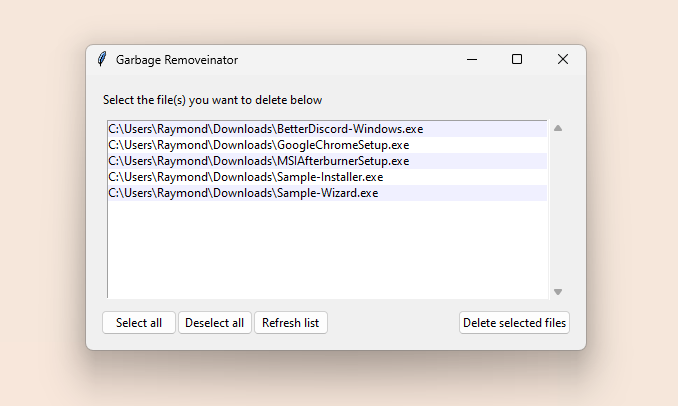 Garbage Removeinator
Select the file(s) you want to delete below
C:\Users\Raymond\Downloads\BetterDiscord-Windows.exe
C:\Users\Raymond\Downloads\GoogleChromeSetup.exe
C:\Users\Raymond\Downloads\MSIAfterburnerSetup.exe
C:\Users\Raymond\Downloads\Sample-Installer.exe
C:\Users\Raymond\Downloads\Sample-Wizard.exe
Select all Deselect all Refresh list Delete selected files